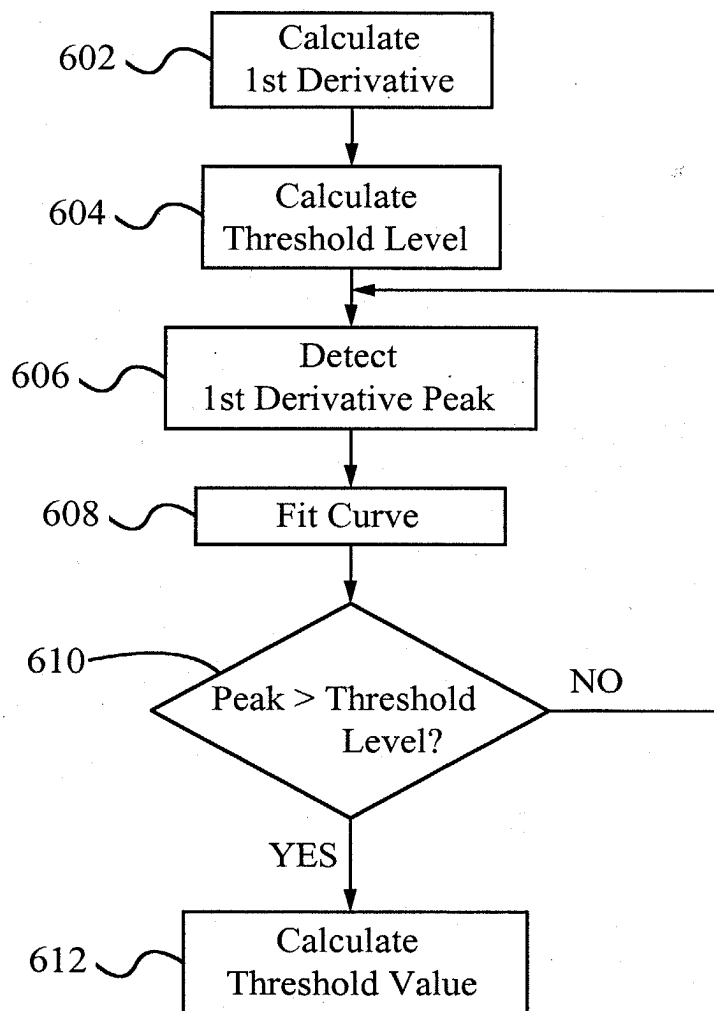 602
Calculate
1st Derivative
604
Calculate
Threshold Level
606
Detect
1st Derivative Peak
608
Fit Curve
610
Peak > Threshold
Level?
NO
YES
612
Calculate
Threshold Value